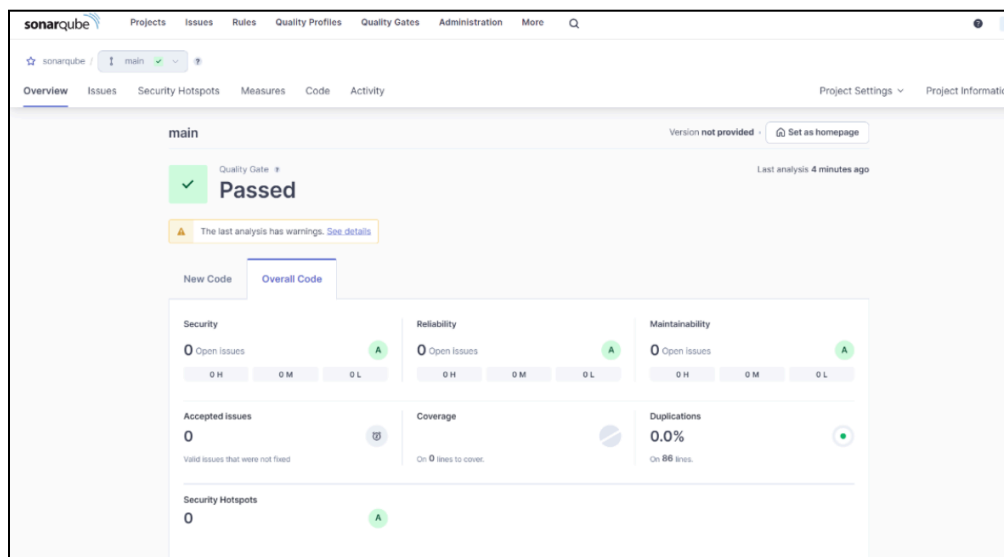 sonarqube
Projects Issues Rules Quality Profiles Quality Gates Administration More
sonarqube / main
Overview Issues Security Hotspots Measures Code Activity Project Settings Project Informatio
main Version not provided · Set as homepage
Quality Gate
Passed
Last analysis 4 minutes ago
The last analysis has warnings. See details
New Code Overall Code
Security Reliability Maintainability
0 Open issues A 0 Open issues A 0 Open issues A
0 H 0 M 0 L 0 H 0 M 0 L 0 H 0 M 0 L
Accepted issues Coverage Duplications
0 0.0%
Valid issues that were not fixed On 0 lines to cover. On 86 lines.
Security Hotspots
0 A